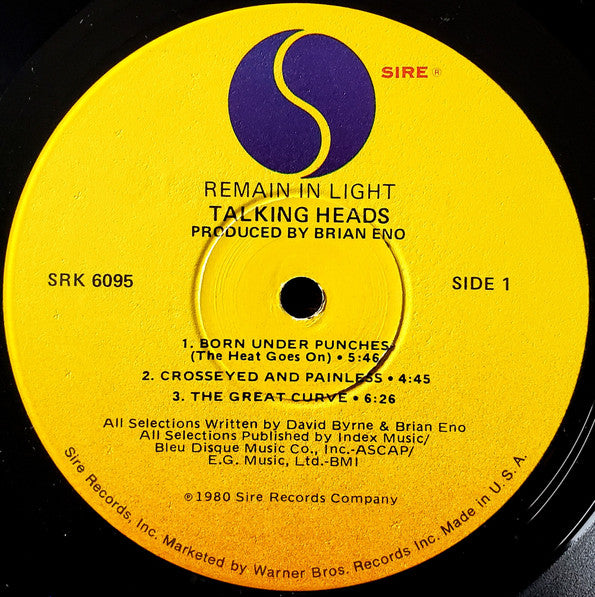 SIRE ®
REMAIN IN LIGHT
TALKING HEADS
PRODUCED BY BRIAN ENO
SRK 6095
SIDE 1
1. BORN UNDER PUNCHES
(The Heat Goes On) • 5:46
2. CROSSEYED AND PAINLESS • 4:45
3. THE GREAT CURVE • 6:26
All Selections Written by David Byrne & Brian Eno
All Selections Published by Index Music/
Bleu Disque Music Co., Inc.-ASCAP/
E.G. Music, Ltd.-BMI
℗ 1980 Sire Records Company
Sire Records, Inc. Marketed by Warner Bros. Records Inc. Made in U.S.A.